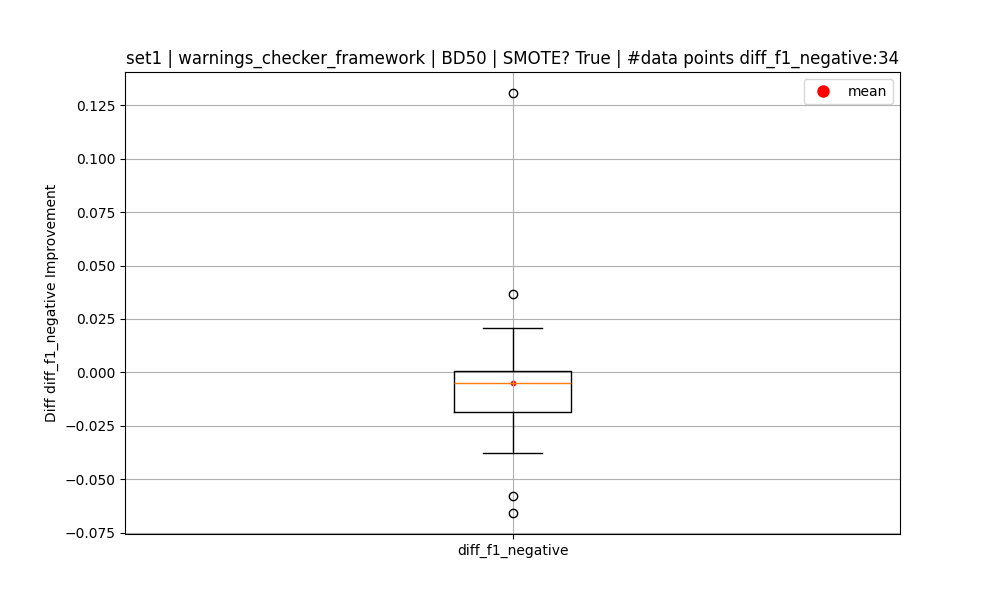 set1 | warnings_checker_framework | BD50 | SMOTE? True | #data points diff_f1_negative:34
mean
0.125
0.100
0.075
0.050
0.025
0.000
−0.025
−0.050
−0.075
Diff diff_f1_negative Improvement
diff_f1_negative